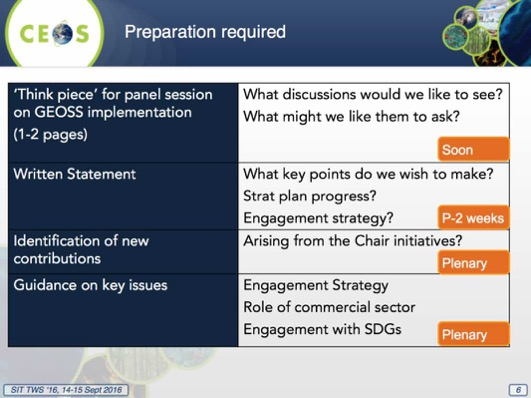 CEOS
Preparation required
‘Think piece’ for panel session
on GEOSS implementation
(1-2 pages)
What discussions would we like to see?
What might we like them to ask?
Soon
Written Statement
What key points do we wish to make?
Strat plan progress?
Engagement strategy?
P-2 weeks
Identification of new
contributions
Arising from the Chair initiatives?
Plenary
Guidance on key issues
Engagement Strategy
Role of commercial sector
Engagement with SDGs
Plenary
SIT TWS '16, 14-15 Sept 2016
6